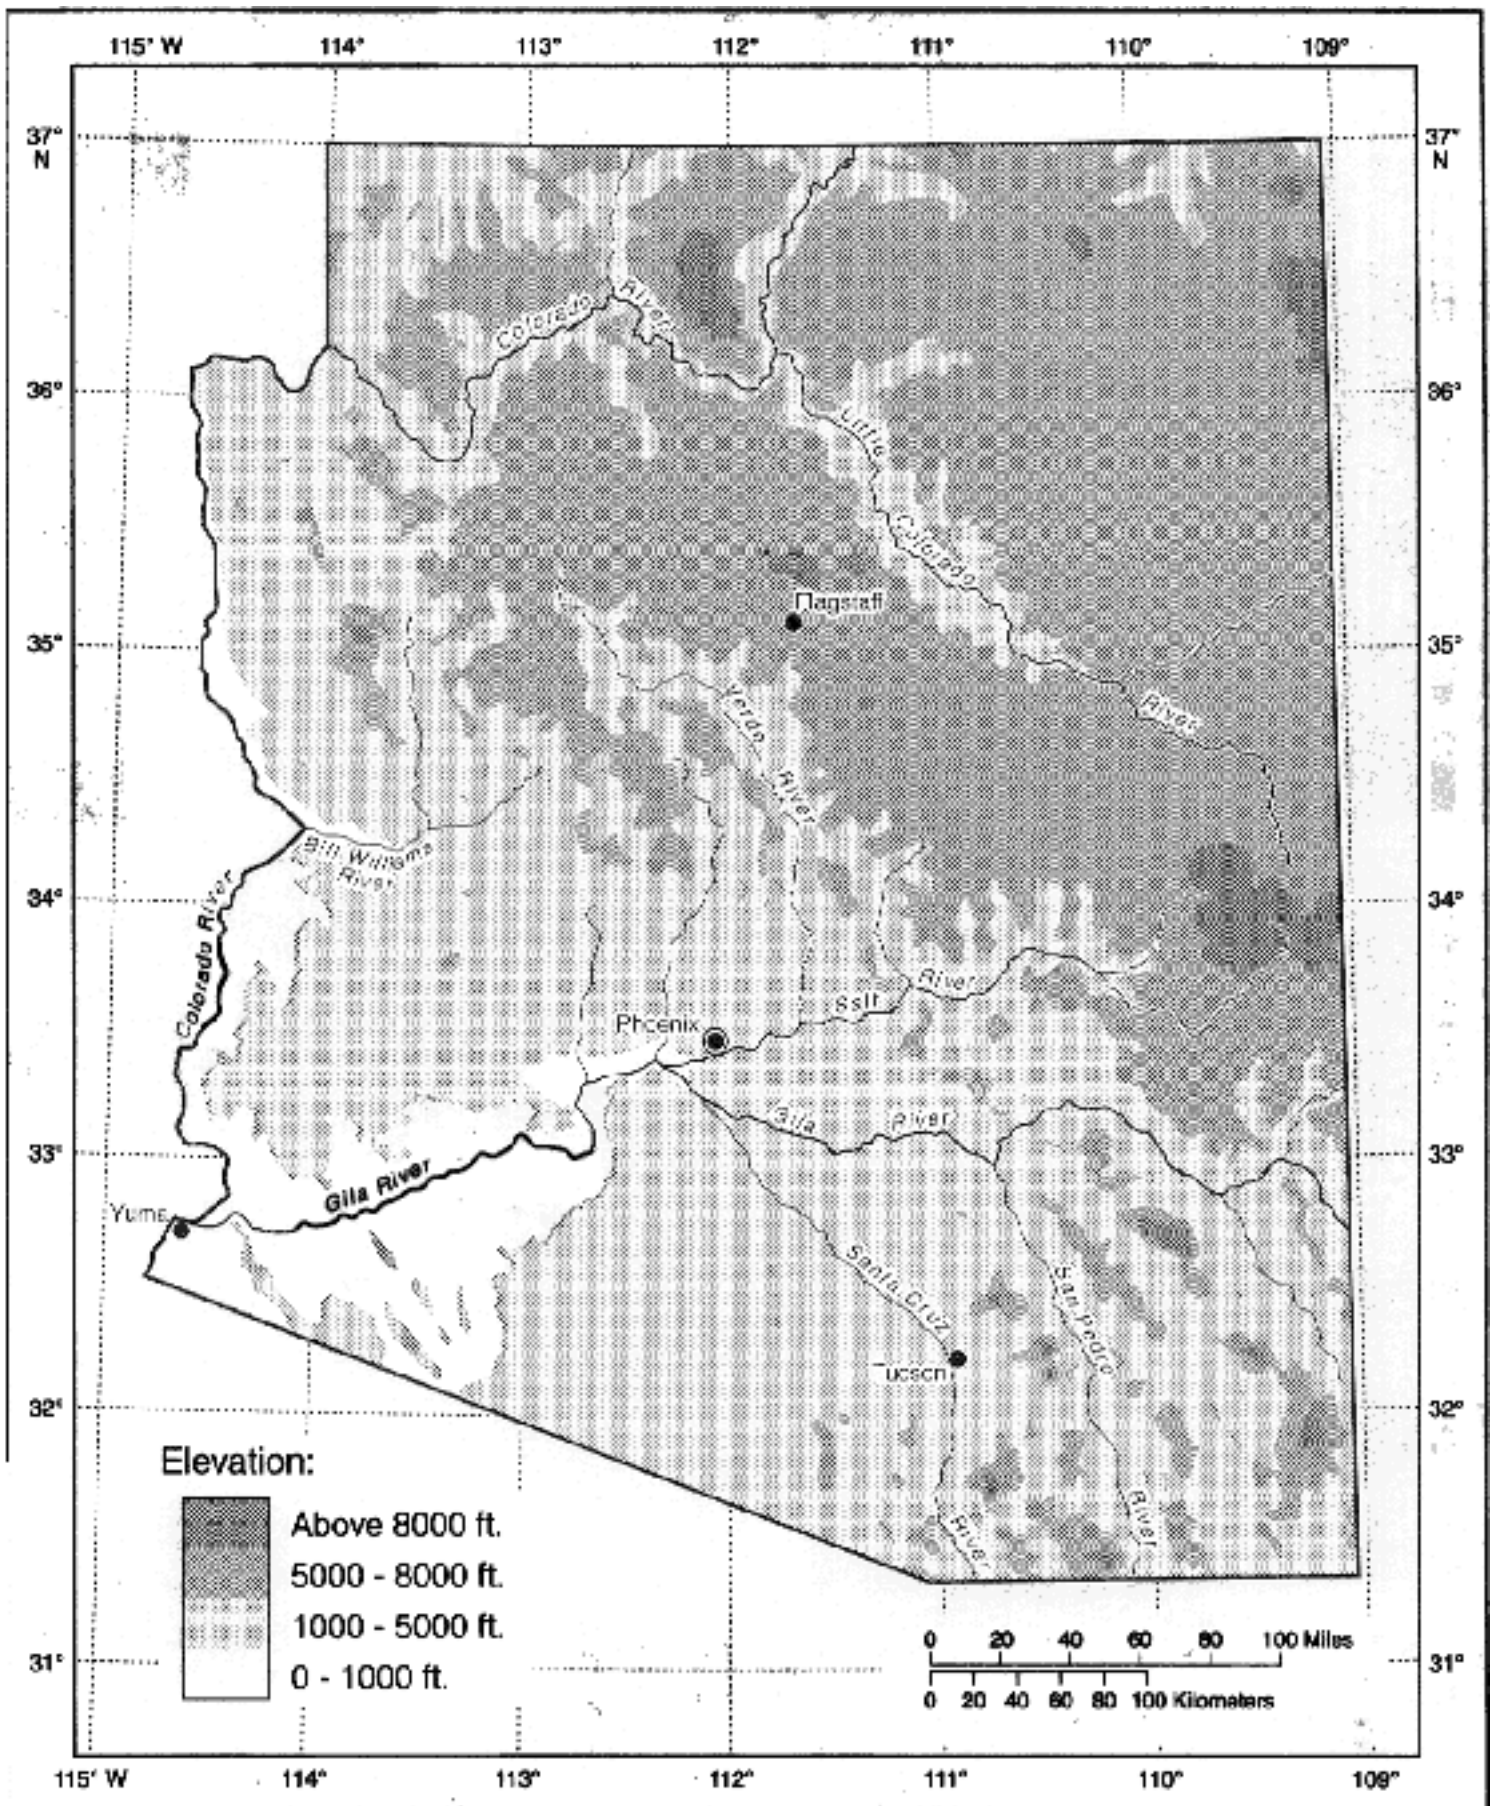 115° W 114° 113° 112° 111° 110° 109°
37° N
37° N
Colorado River
36°
36°
Little Colorado River
Flagstaff
35°
35°
Verde River
Bill Williams River
34°
34°
Colorado River
Salt River
Phoenix
Gila River
33°
33°
Gila River
Yuma
Santa Cruz River
San Pedro River
Tucson
32°
32°
Elevation:
Above 8000 ft.
5000 - 8000 ft.
1000 - 5000 ft.
0 - 1000 ft.
0 20 40 60 80 100 Miles
0 20 40 60 80 100 Kilometers
31°
31°
115° W 114° 113° 112° 111° 110° 109°